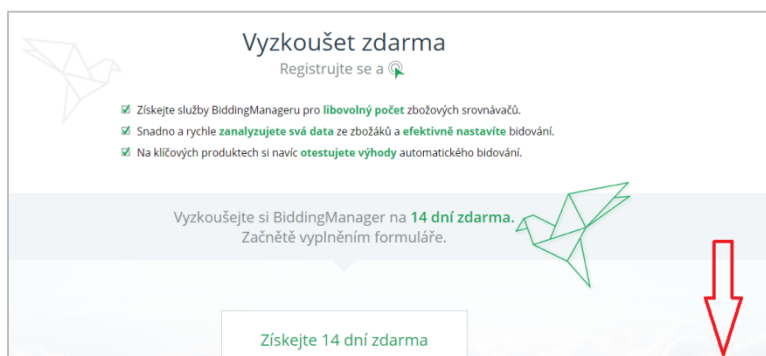 Vyzkoušet zdarma
Registrujte se a
Získejte služby BiddingManageru pro libovolný počet zbožových srovnávačů.
Snadno a rychle zanalyzujete svá data ze zbožáků a efektivně nastavíte bidování.
Na klíčových produktech si navíc otestujete výhody automatického bidování.
Vyzkoušejte si BiddingManager na 14 dní zdarma.
Začnětě vyplněním formuláře.
Získejte 14 dní zdarma